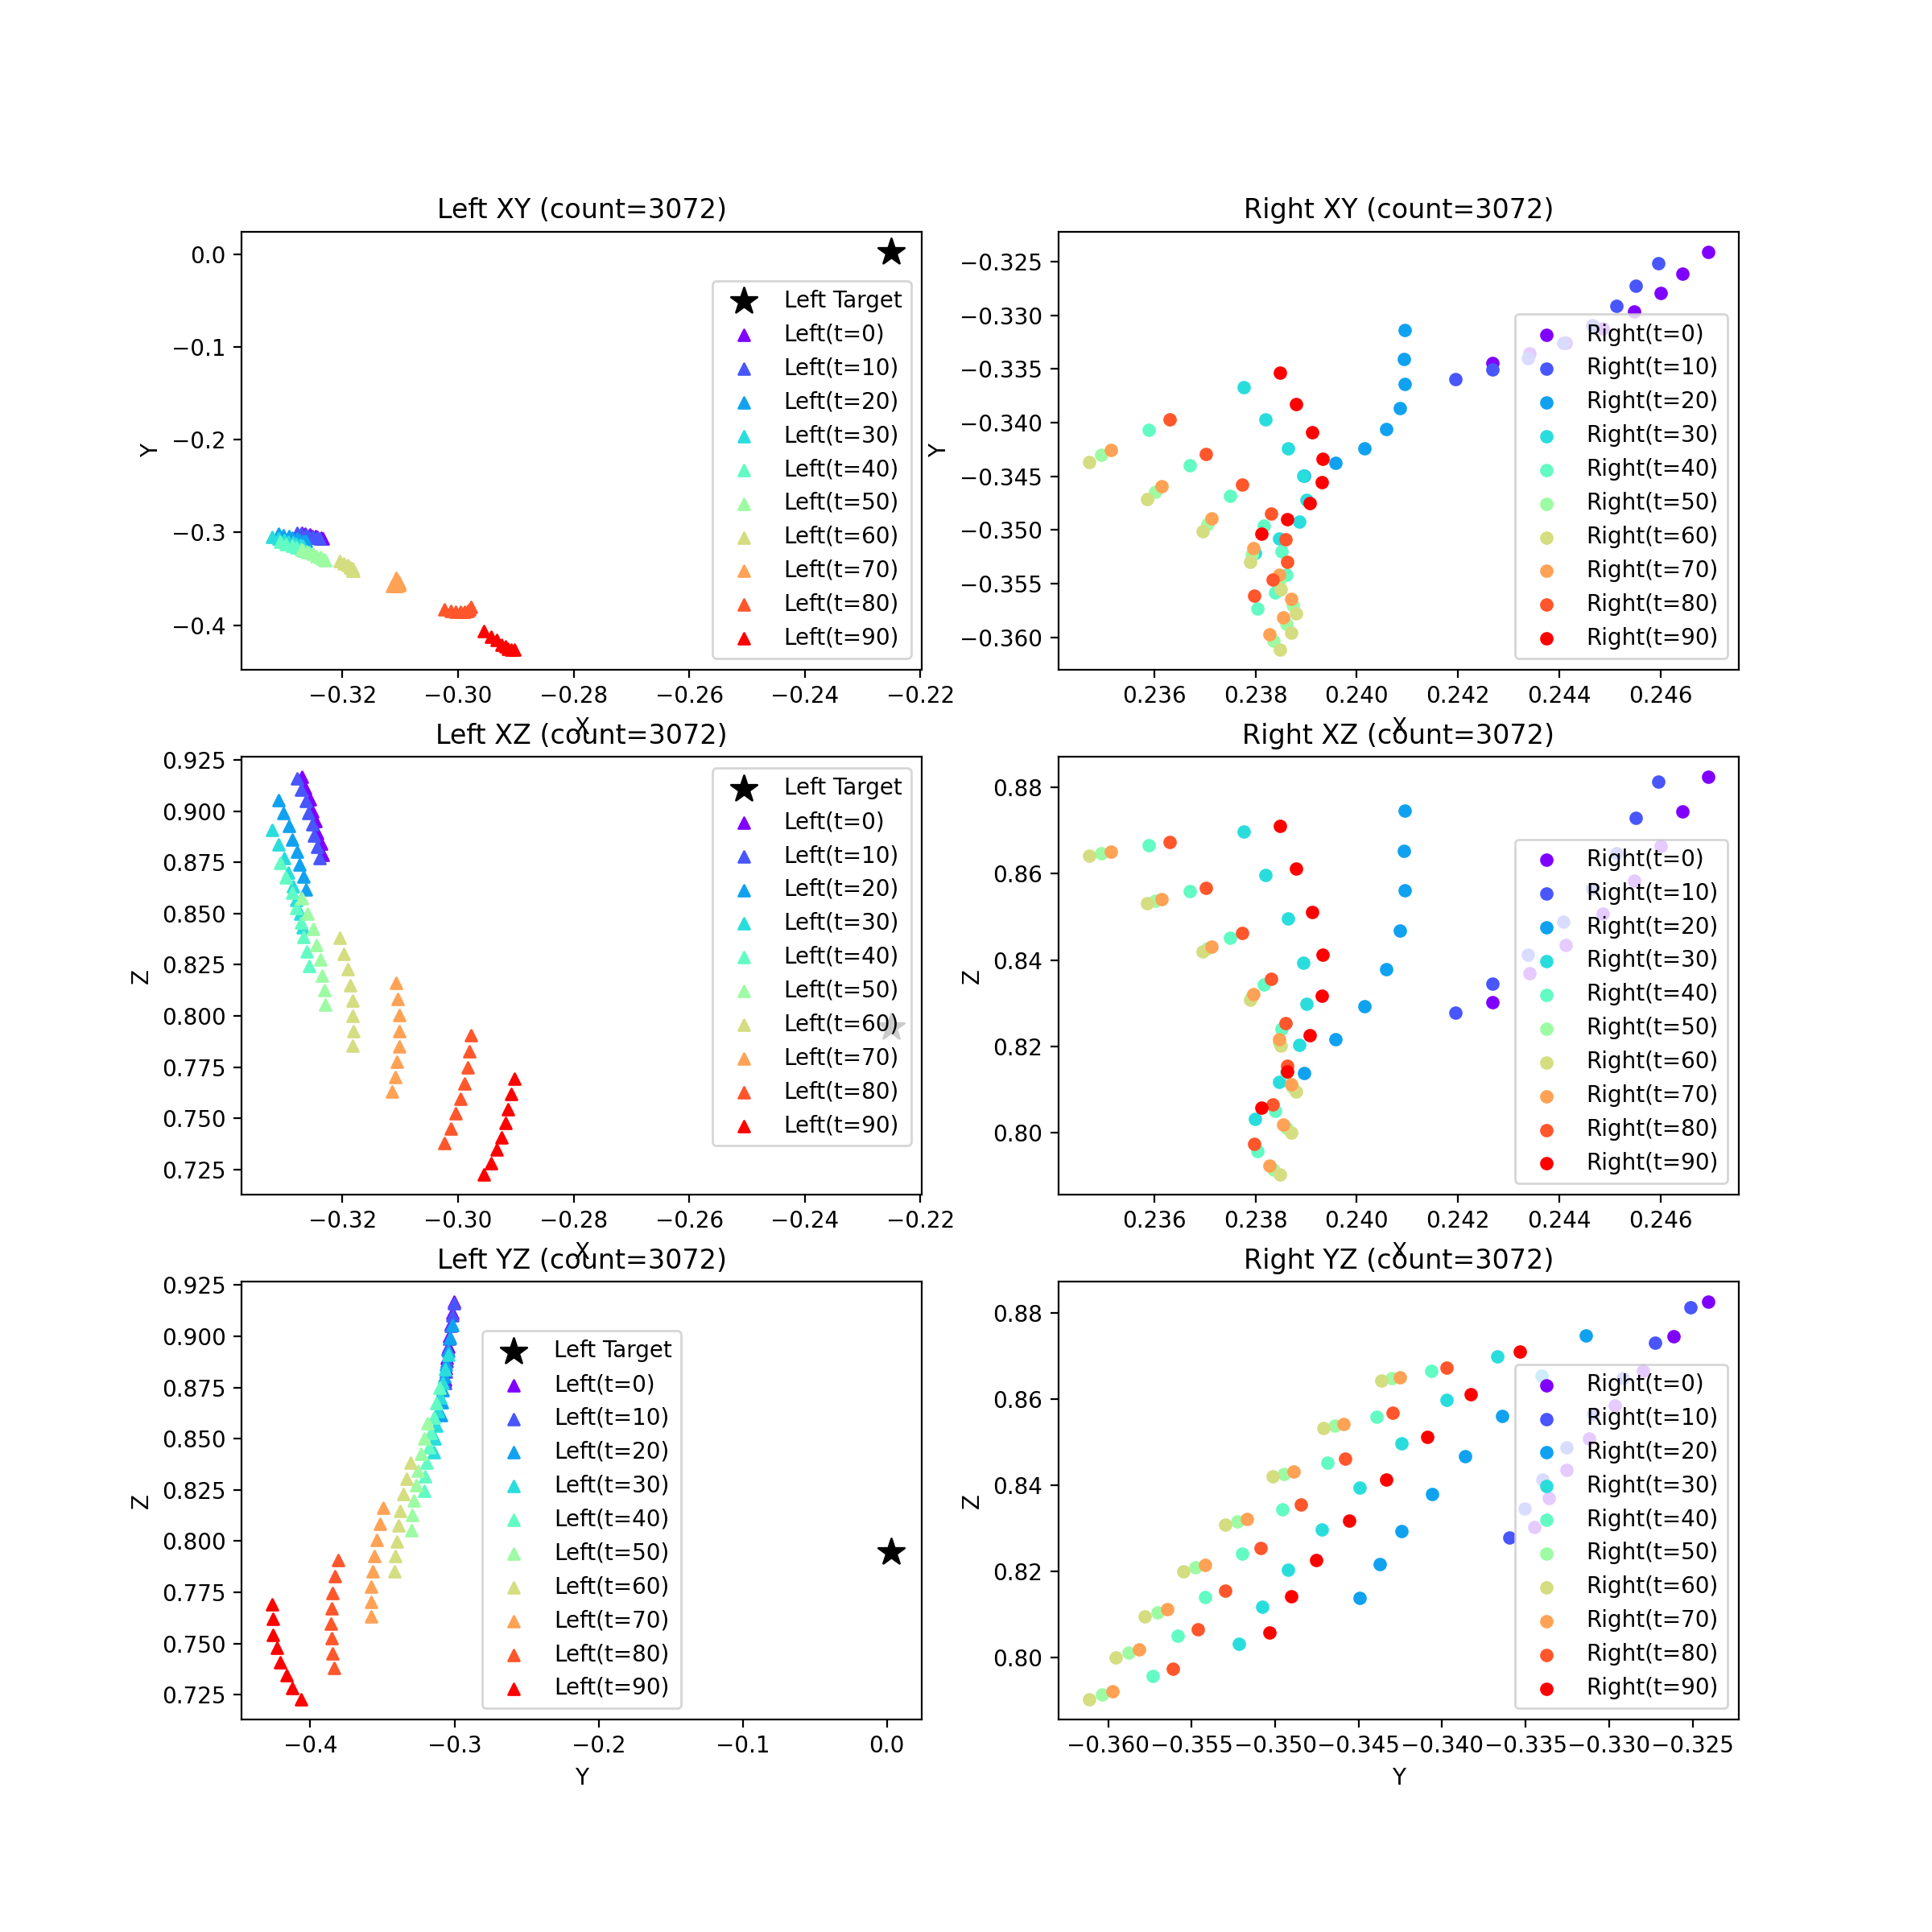 Left XY (count=3072)
0.0
−0.1
−0.2
−0.3
−0.4
Y
Left Target
Left(t=0)
Left(t=10)
Left(t=20)
Left(t=30)
Left(t=40)
Left(t=50)
Left(t=60)
Left(t=70)
Left(t=80)
Left(t=90)
−0.32 −0.30 −0.28 −0.26 −0.24 −0.22
X
Right XY (count=3072)
−0.325
−0.330
−0.335
−0.340
−0.345
−0.350
−0.355
−0.360
Y
Right(t=0)
Right(t=10)
Right(t=20)
Right(t=30)
Right(t=40)
Right(t=50)
Right(t=60)
Right(t=70)
Right(t=80)
Right(t=90)
0.236 0.238 0.240 0.242 0.244 0.246
X
Left XZ (count=3072)
0.925
0.900
0.875
0.850
0.825
0.800
0.775
0.750
0.725
Z
Left Target
Left(t=0)
Left(t=10)
Left(t=20)
Left(t=30)
Left(t=40)
Left(t=50)
Left(t=60)
Left(t=70)
Left(t=80)
Left(t=90)
−0.32 −0.30 −0.28 −0.26 −0.24 −0.22
X
Right XZ (count=3072)
0.88
0.86
0.84
0.82
0.80
Z
Right(t=0)
Right(t=10)
Right(t=20)
Right(t=30)
Right(t=40)
Right(t=50)
Right(t=60)
Right(t=70)
Right(t=80)
Right(t=90)
0.236 0.238 0.240 0.242 0.244 0.246
X
Left YZ (count=3072)
0.925
0.900
0.875
0.850
0.825
0.800
0.775
0.750
0.725
Z
Left Target
Left(t=0)
Left(t=10)
Left(t=20)
Left(t=30)
Left(t=40)
Left(t=50)
Left(t=60)
Left(t=70)
Left(t=80)
Left(t=90)
−0.4 −0.3 −0.2 −0.1 0.0
Y
Right YZ (count=3072)
0.88
0.86
0.84
0.82
0.80
Z
Right(t=0)
Right(t=10)
Right(t=20)
Right(t=30)
Right(t=40)
Right(t=50)
Right(t=60)
Right(t=70)
Right(t=80)
Right(t=90)
−0.360 −0.355 −0.350 −0.345 −0.340 −0.335 −0.330 −0.325
Y